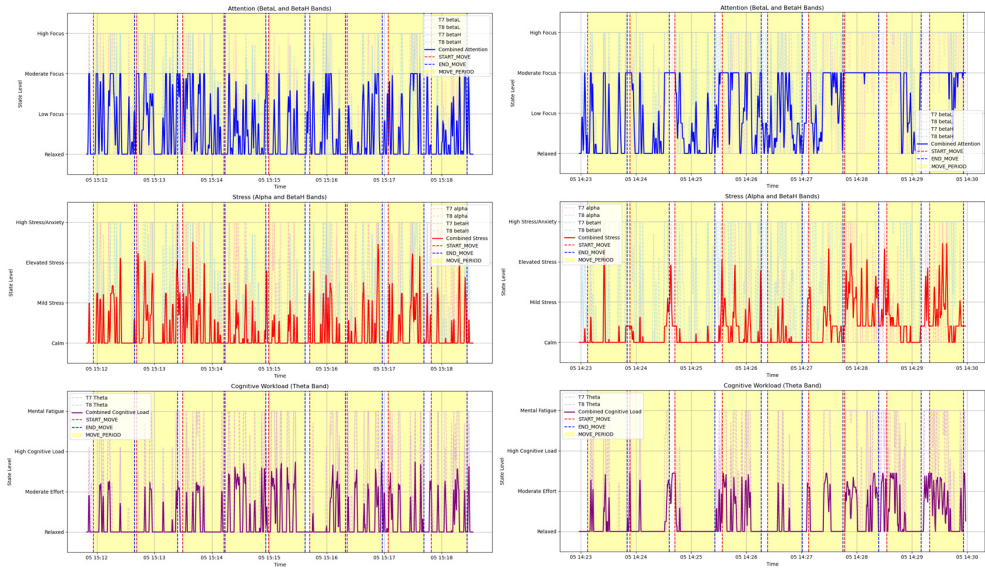 Attention (BetaL and BetaH Bands)
State Level
High Focus
Moderate Focus
Low Focus
Relaxed
T7 betaL
T8 betaL
T7 betaH
T8 betaH
Combined Attention
START_MOVE
END_MOVE
MOVE_PERIOD
05 15:12
05 15:13
05 15:14
05 15:15
05 15:16
05 15:17
05 15:18
Time
Stress (Alpha and BetaH Bands)
State Level
High Stress/Anxiety
Elevated Stress
Mild Stress
Calm
T7 alpha
T8 alpha
T7 betaH
T8 betaH
Combined Stress
START_MOVE
END_MOVE
MOVE_PERIOD
05 15:12
05 15:13
05 15:14
05 15:15
05 15:16
05 15:17
05 15:18
Time
Cognitive Workload (Theta Band)
State Level
Mental Fatigue
High Cognitive Load
Moderate Effort
Relaxed
T7 Theta
T8 Theta
Combined Cognitive Load
START_MOVE
END_MOVE
MOVE_PERIOD
05 15:12
05 15:13
05 15:14
05 15:15
05 15:16
05 15:17
05 15:18
Time
Attention (BetaL and BetaH Bands)
State Level
High Focus
Moderate Focus
Low Focus
Relaxed
T7 betaL
T8 betaL
T7 betaH
T8 betaH
Combined Attention
START_MOVE
END_MOVE
MOVE_PERIOD
05 14:23
05 14:24
05 14:25
05 14:26
05 14:27
05 14:28
05 14:29
05 14:30
Time
Stress (Alpha and BetaH Bands)
State Level
High Stress/Anxiety
Elevated Stress
Mild Stress
Calm
T7 alpha
T8 alpha
T7 betaH
T8 betaH
Combined Stress
START_MOVE
END_MOVE
MOVE_PERIOD
05 14:23
05 14:24
05 14:25
05 14:26
05 14:27
05 14:28
05 14:29
05 14:30
Time
Cognitive Workload (Theta Band)
State Level
Mental Fatigue
High Cognitive Load
Moderate Effort
Relaxed
T7 Theta
T8 Theta
Combined Cognitive Load
START_MOVE
END_MOVE
MOVE_PERIOD
05 14:23
05 14:24
05 14:25
05 14:26
05 14:27
05 14:28
05 14:29
05 14:30
Time